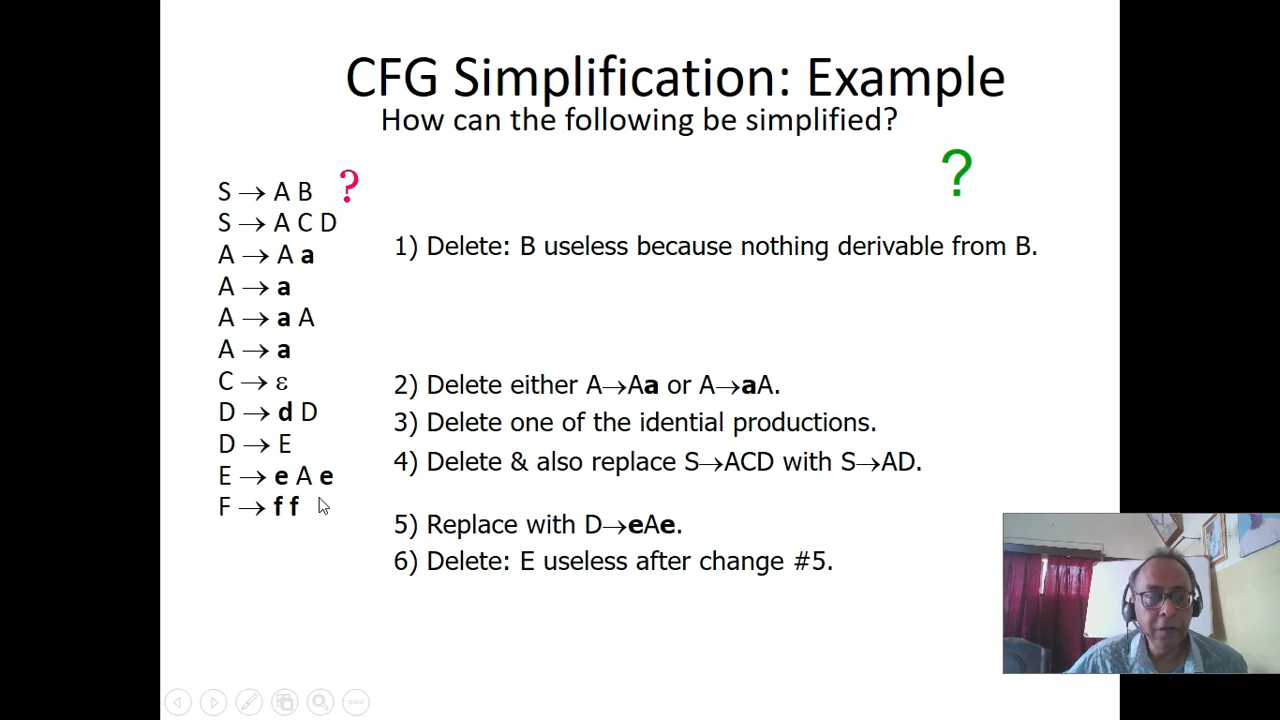 CFG Simplification: Example
How can the following be simplified?
?
S → A B ?
S → A C D
1) Delete: B useless because nothing derivable from B.
A → A a
A → a
A → a A
A → a
C → ε
2) Delete either A→Aa or A→aA.
D → d D
3) Delete one of the idential productions.
D → E
4) Delete & also replace S→ACD with S→AD.
E → e A e
F → f f
5) Replace with D→eAe.
6) Delete: E useless after change #5.